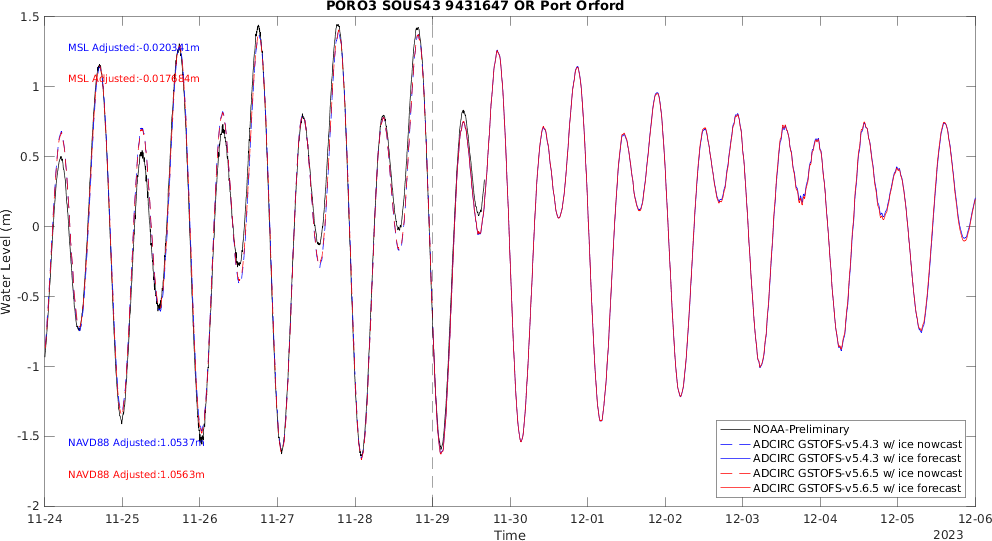 PORO3 SOUS43 9431647 OR Port Orford
1.5
1
0.5
0
-0.5
-1
-1.5
-2
Water Level (m)
MSL Adjusted:-0.020341m
MSL Adjusted:-0.017684m
NAVD88 Adjusted:1.0537m
NAVD88 Adjusted:1.0563m
NOAA-Preliminary
ADCIRC GSTOFS-v5.4.3 w/ ice nowcast
ADCIRC GSTOFS-v5.4.3 w/ ice forecast
ADCIRC GSTOFS-v5.6.5 w/ ice nowcast
ADCIRC GSTOFS-v5.6.5 w/ ice forecast
11-24 11-25 11-26 11-27 11-28 11-29 11-30 12-01 12-02 12-03 12-04 12-05 12-06
Time
2023